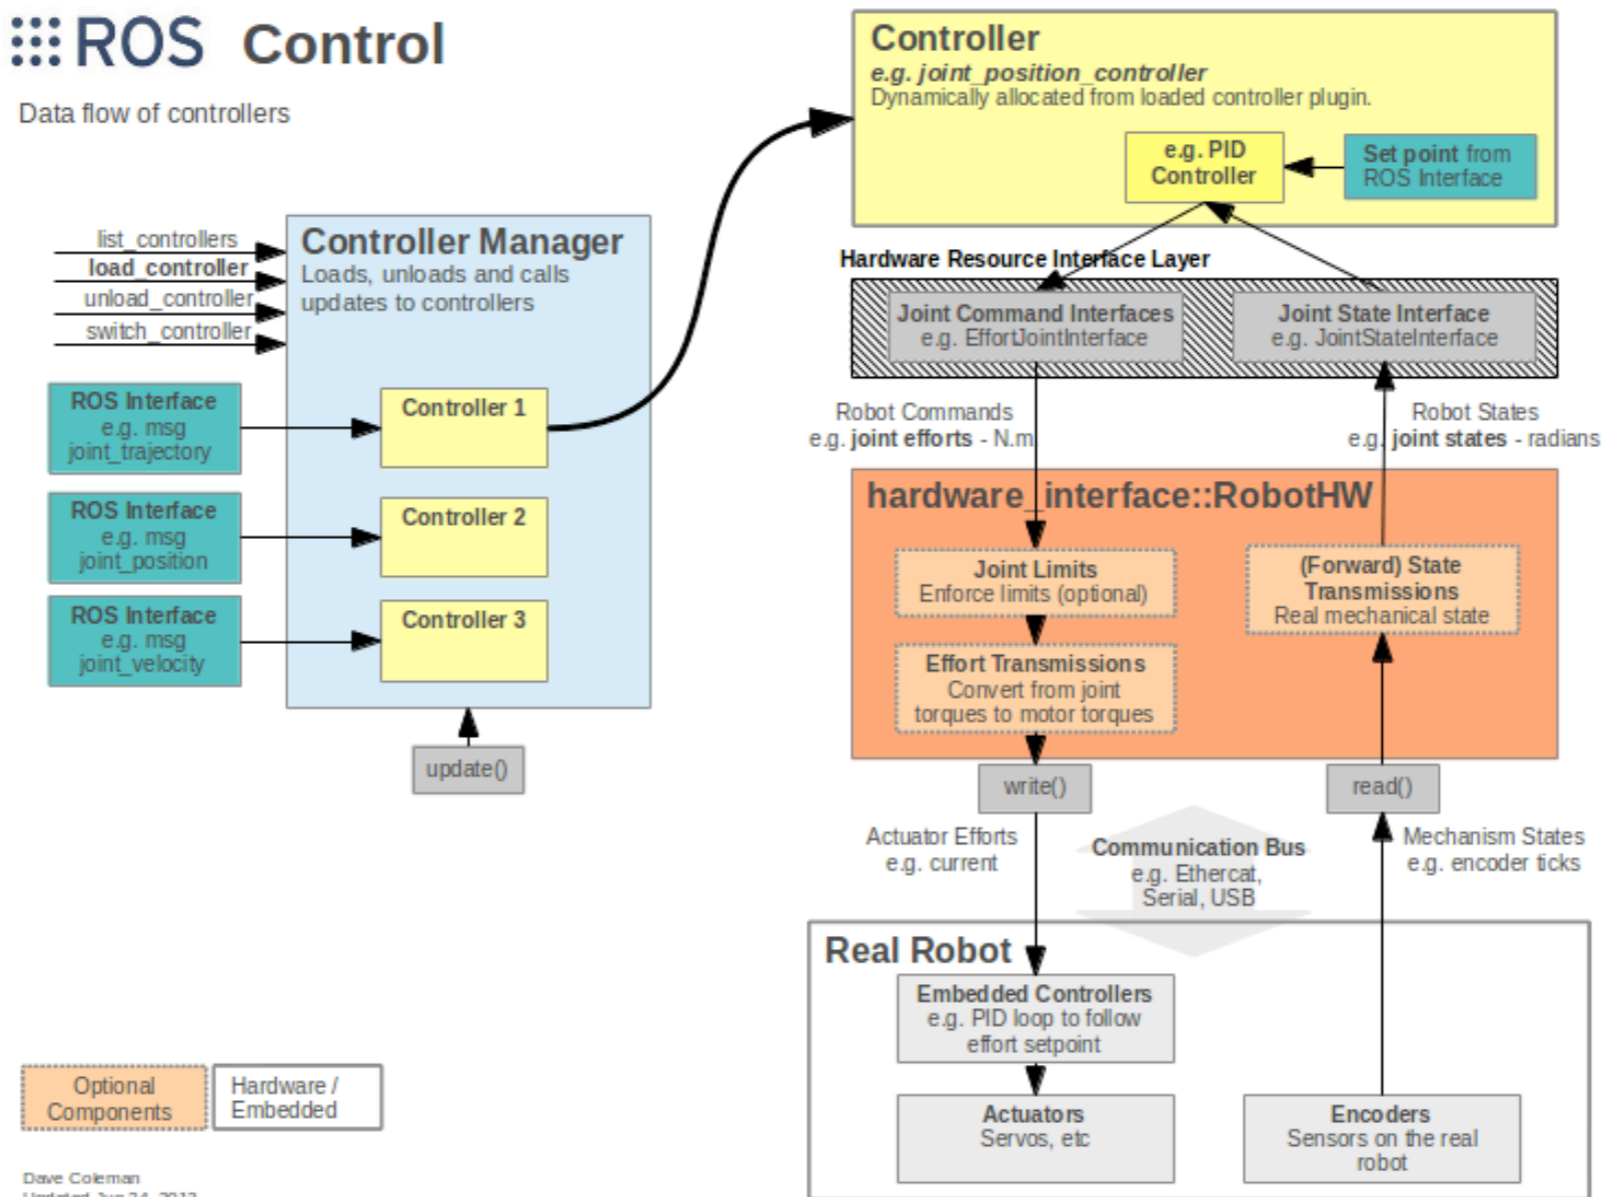 ROS Control
Data flow of controllers
list_controllers
load_controller
unload_controller
switch_controller
Controller Manager
Loads, unloads and calls
updates to controllers
ROS Interface
e.g. msg
joint_trajectory
Controller 1
ROS Interface
e.g. msg
joint_position
Controller 2
ROS Interface
e.g. msg
joint_velocity
Controller 3
update()
Controller
e.g. joint_position_controller
Dynamically allocated from loaded controller plugin.
e.g. PID
Controller
Set point from
ROS Interface
Hardware Resource Interface Layer
Joint Command Interfaces
e.g. EffortJointInterface
Joint State Interface
e.g. JointStateInterface
Robot Commands
e.g. joint efforts - N.m
Robot States
e.g. joint states - radians
hardware_interface::RobotHW
Joint Limits
Enforce limits (optional)
Effort Transmissions
Convert from joint
torques to motor torques
(Forward) State
Transmissions
Real mechanical state
write()
read()
Actuator Efforts
e.g. current
Communication Bus
e.g. Ethercat,
Serial, USB
Mechanism States
e.g. encoder ticks
Real Robot
Embedded Controllers
e.g. PID loop to follow
effort setpoint
Actuators
Servos, etc
Encoders
Sensors on the real
robot
Optional
Components
Hardware /
Embedded
Dave Coleman
Updated Jun 24, 2013